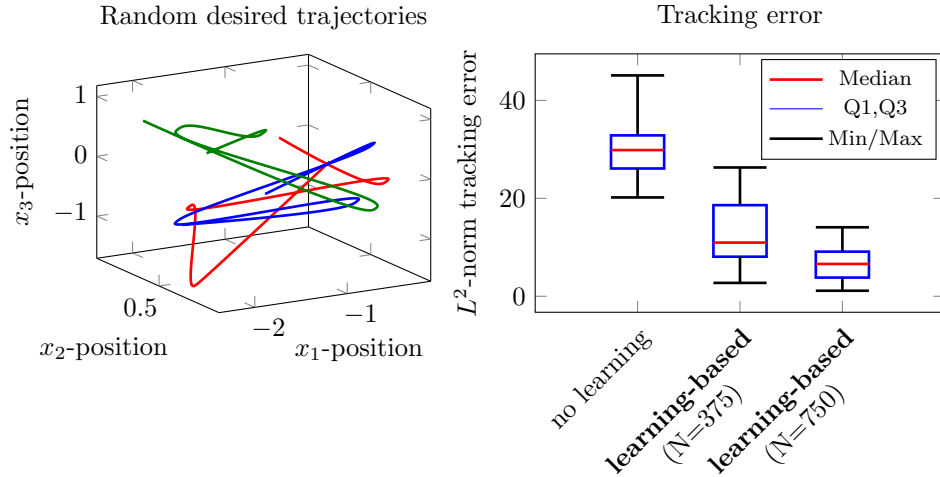 Random desired trajectories
1
0
−1
x₃-position
0.5
x₂-position
−2
−1
x₁-position
Tracking error
L²-norm tracking error
40
20
0
Median
Q1,Q3
Min/Max
no learning
learning-based
(N=375)
learning-based
(N=750)